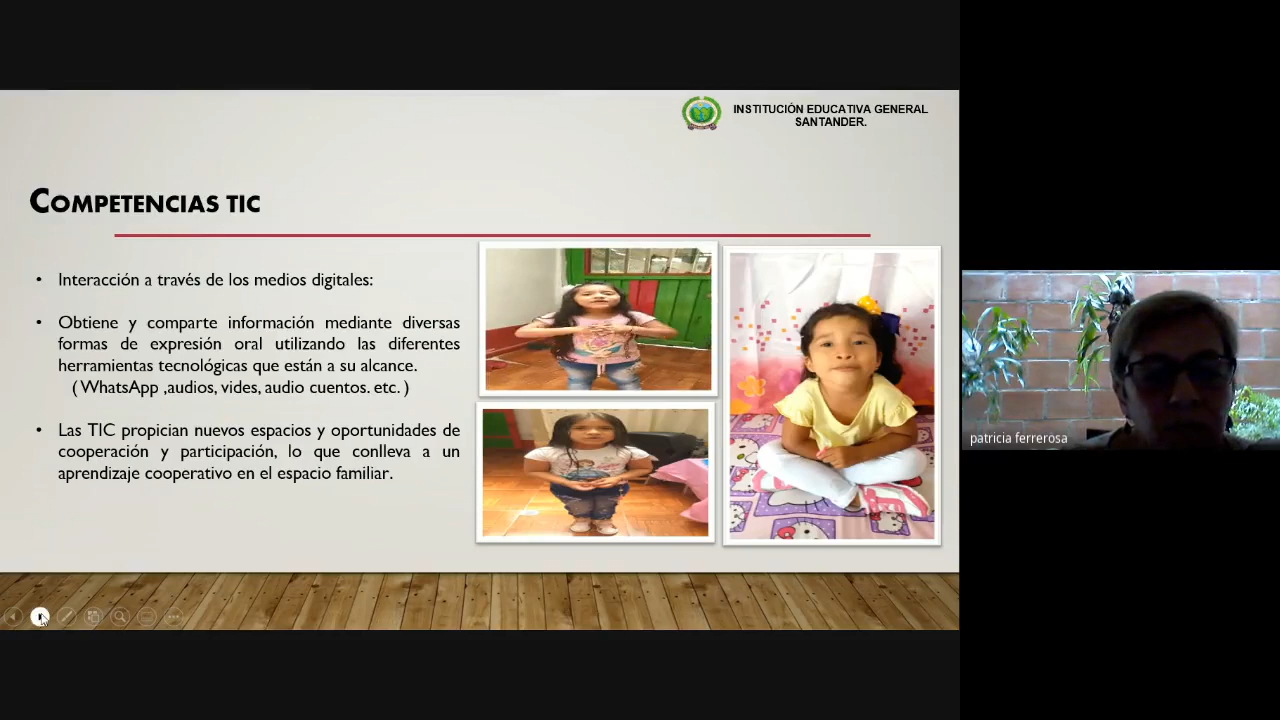 INSTITUCIÓN EDUCATIVA GENERAL
SANTANDER.
COMPETENCIAS TIC
• Interacción a través de los medios digitales:
• Obtiene y comparte información mediante diversas
formas de expresión oral utilizando las diferentes
herramientas tecnológicas que están a su alcance.
( WhatsApp ,audios, vides, audio cuentos. etc. )
• Las TIC propician nuevos espacios y oportunidades de
cooperación y participación, lo que conlleva a un
aprendizaje cooperativo en el espacio familiar.
patricia ferrerosa